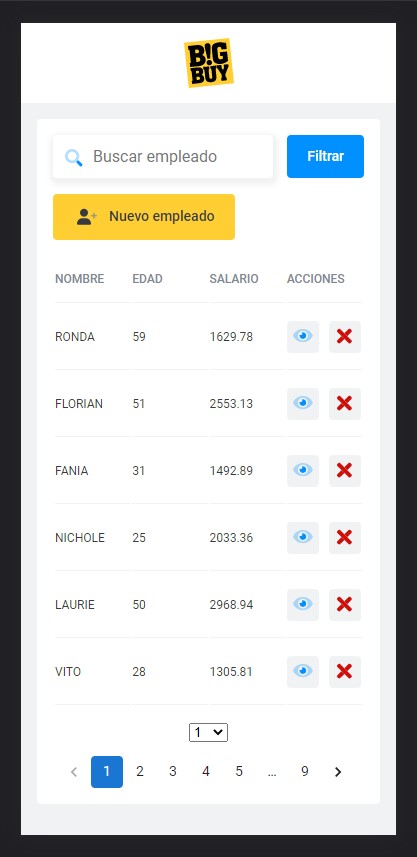 B!G
BUY
Buscar empleado
Filtrar
Nuevo empleado
NOMBRE EDAD SALARIO ACCIONES
RONDA 59 1629.78
FLORIAN 51 2553.13
FANIA 31 1492.89
NICHOLE 25 2033.36
LAURIE 50 2968.94
VITO 28 1305.81
1
1 2 3 4 5 ... 9